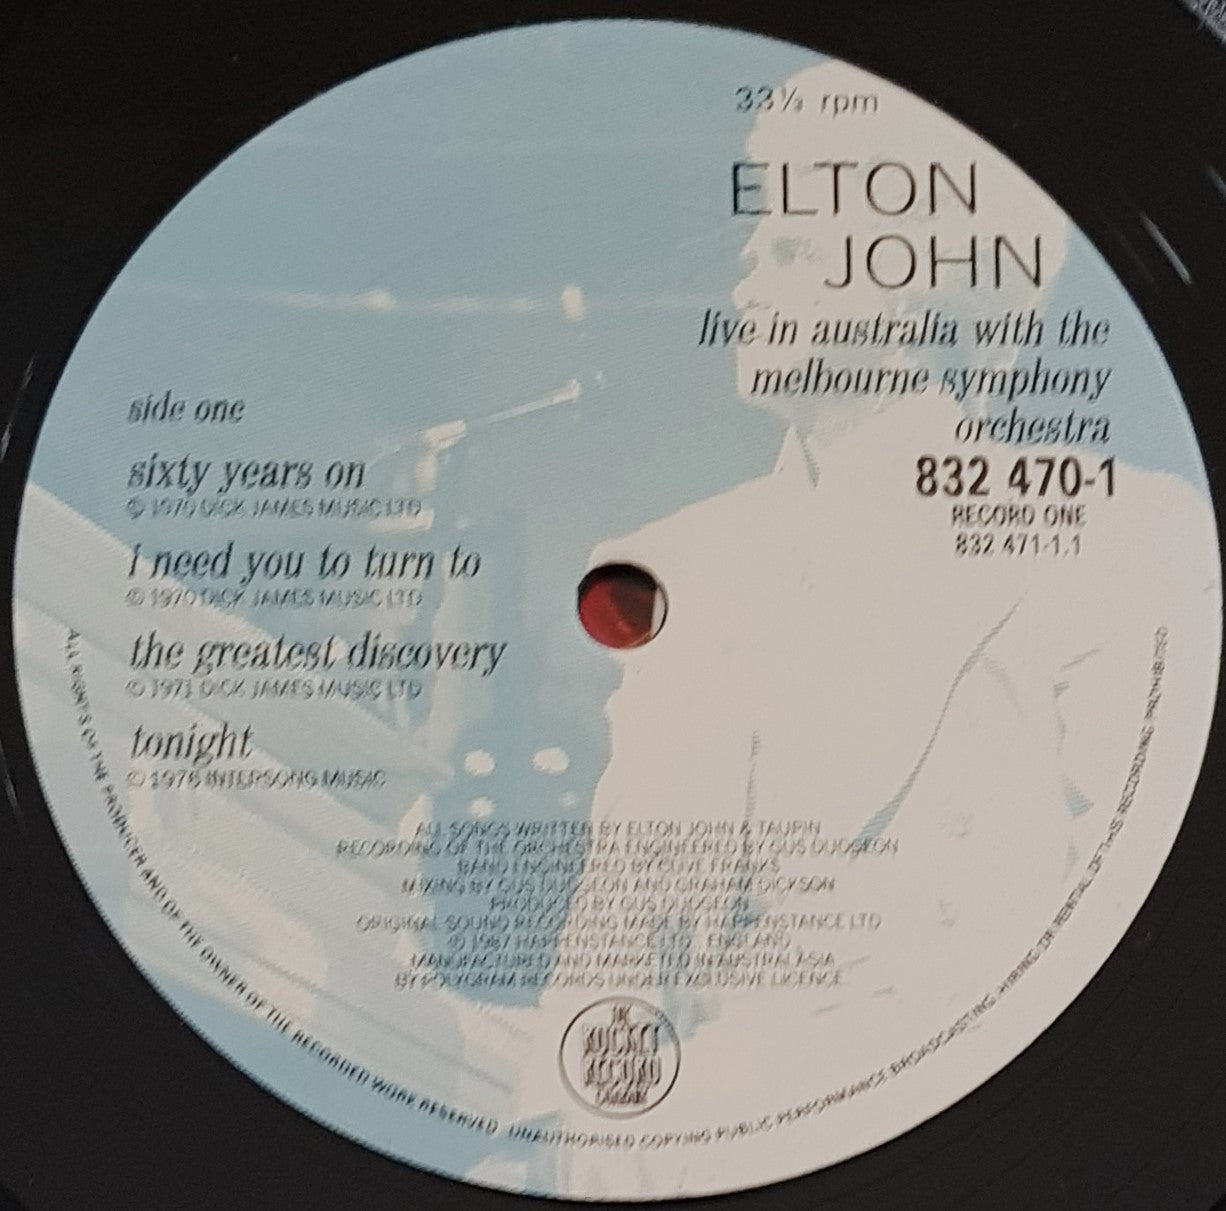 33⅓ rpm
ELTON
JOHN
live in australia with the
melbourne symphony
orchestra
832 470-1
RECORD ONE
832 471-1.1
side one
sixty years on
© 1970 DICK JAMES MUSIC LTD
i need you to turn to
© 1970 DICK JAMES MUSIC LTD
the greatest discovery
© 1971 DICK JAMES MUSIC LTD
tonight
© 1976 INTERSONG MUSIC
ALL SONGS WRITTEN BY ELTON JOHN & TAUPIN
RECORDING OF THE ORCHESTRA ENGINEERED BY GUS DUDGEON
BAND ENGINEERED BY CLIVE FRANKS
MIXING BY GUS DUDGEON AND GRAHAM DICKSON
PRODUCED BY GUS DUDGEON
ORIGINAL SOUND RECORDING MADE BY HAPPENSTANCE LTD
℗ 1987 HAPPENSTANCE LTD, ENGLAND
MANUFACTURED AND MARKETED IN AUSTRALASIA
BY POLYGRAM RECORDS UNDER EXCLUSIVE LICENCE
THE
ROCKET
RECORD
COMPANY
ALL RIGHTS OF THE PRODUCER AND OF THE OWNER OF THE RECORDED WORK RESERVED. UNAUTHORISED COPYING PUBLIC PERFORMANCE BROADCASTING HIRING OR RENTAL OF THIS RECORDING PROHIBITED